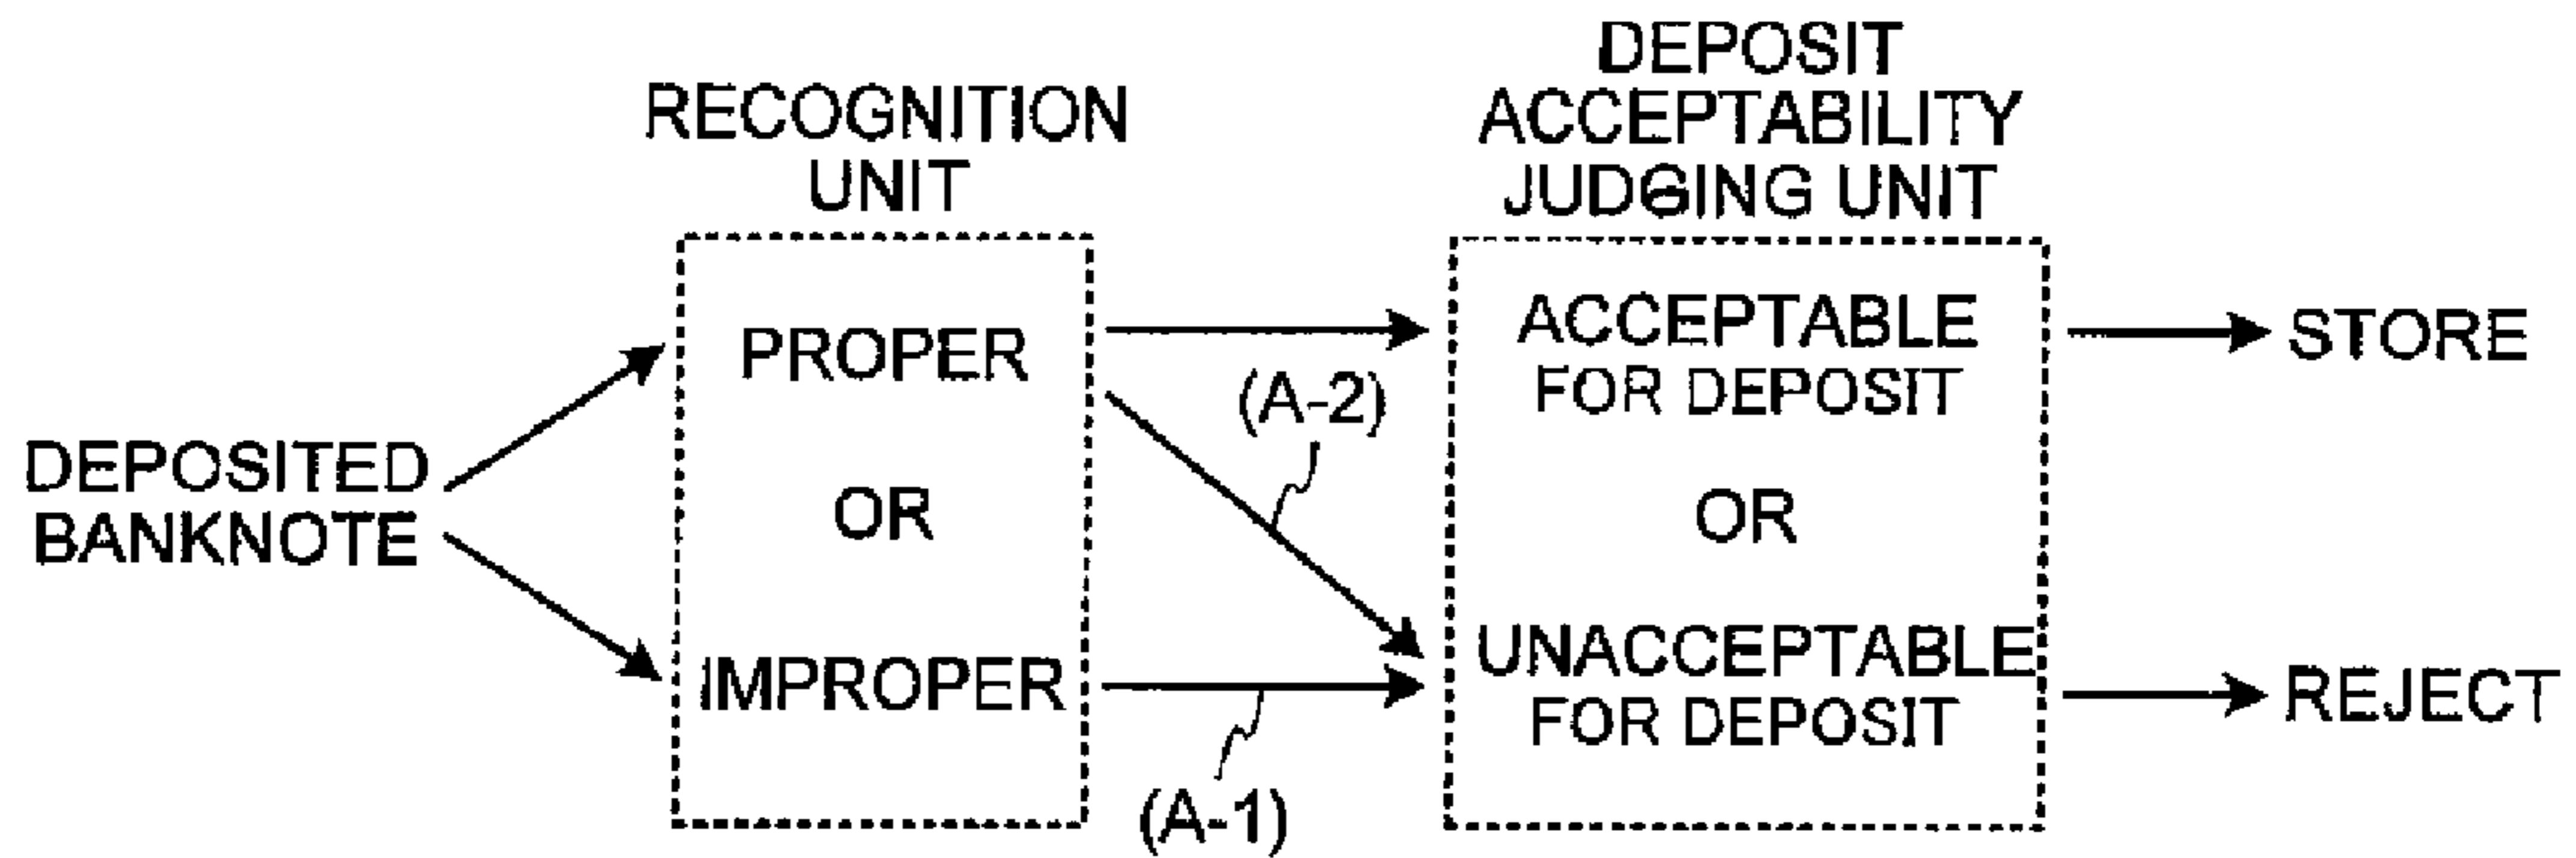 DEPOSITED
BANKNOTE
RECOGNITION
UNIT
PROPER
OR
IMPROPER
(A-2)
(A-1)
DEPOSIT
ACCEPTABILITY
JUDGING UNIT
ACCEPTABLE
FOR DEPOSIT
OR
UNACCEPTABLE
FOR DEPOSIT
STORE
REJECT